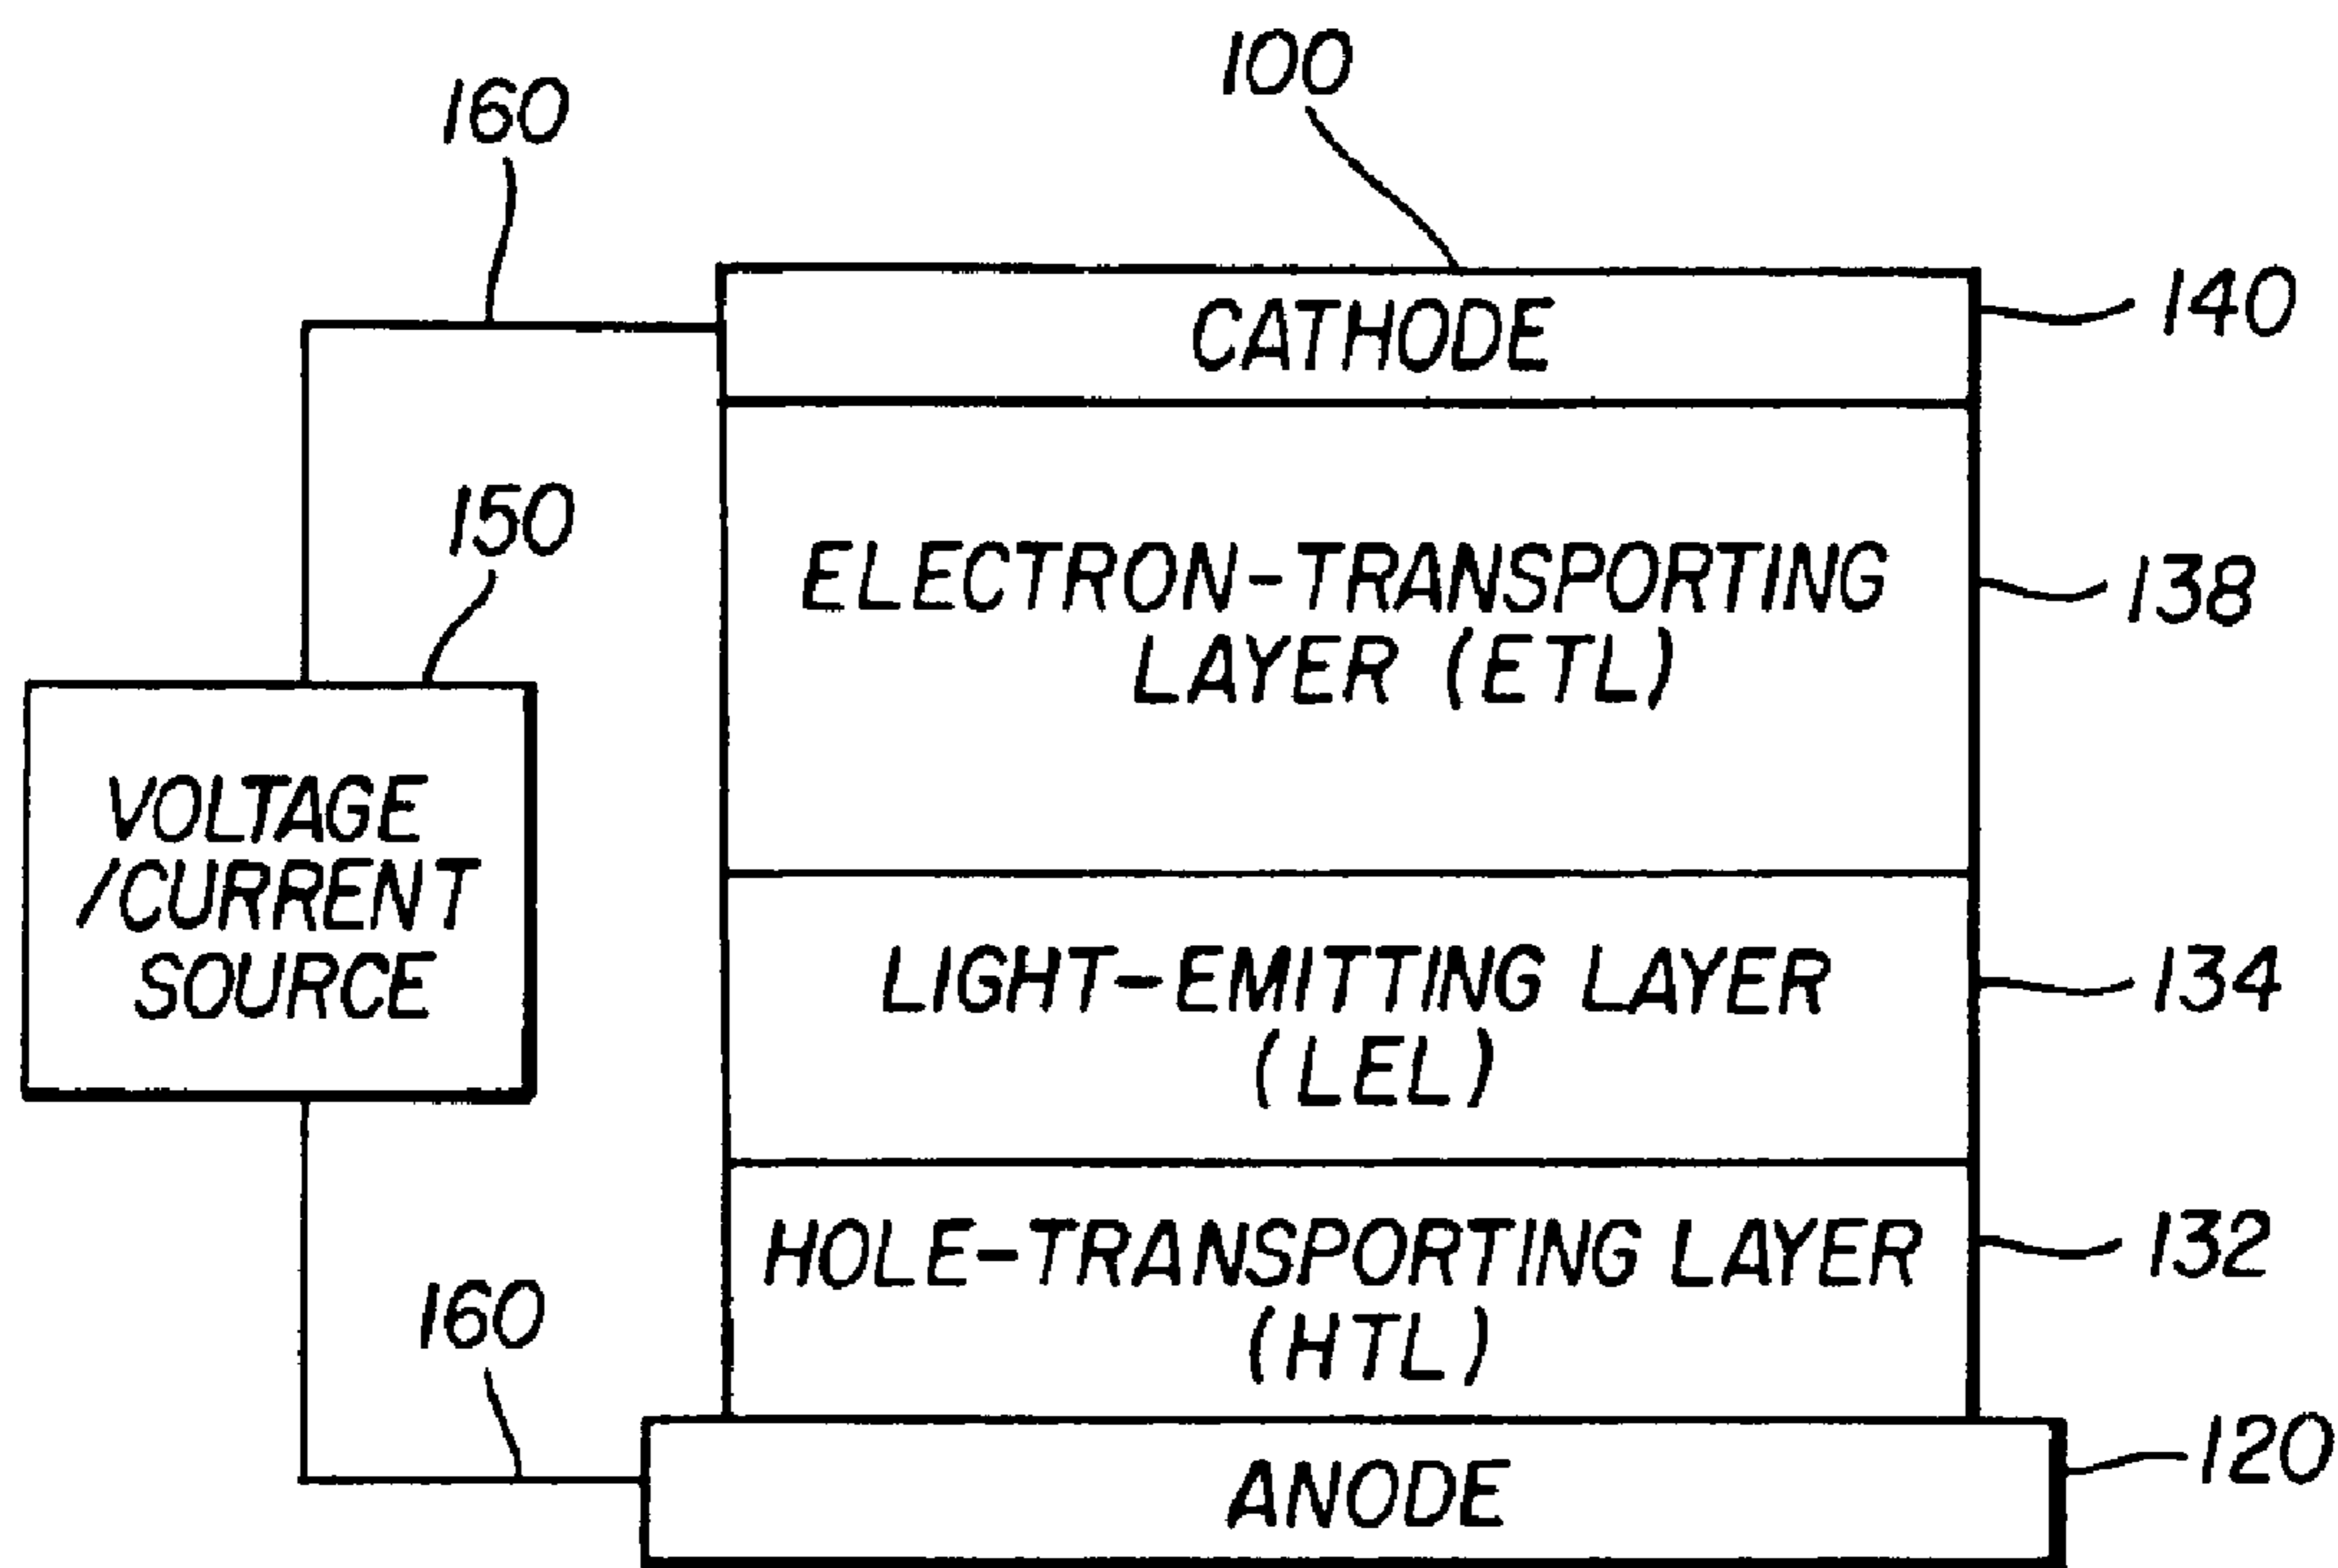 100
160
CATHODE
140
150
ELECTRON-TRANSPORTING
LAYER (ETL)
138
VOLTAGE
/CURRENT
SOURCE
LIGHT-EMITTING LAYER
(LEL)
134
HOLE-TRANSPORTING LAYER
(HTL)
132
160
ANODE
120